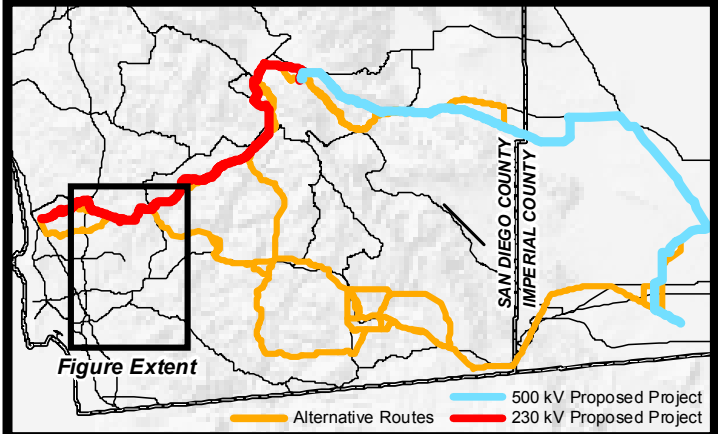 SAN DIEGO COUNTY
IMPERIAL COUNTY
Figure Extent
500 kV Proposed Project
Alternative Routes
230 kV Proposed Project